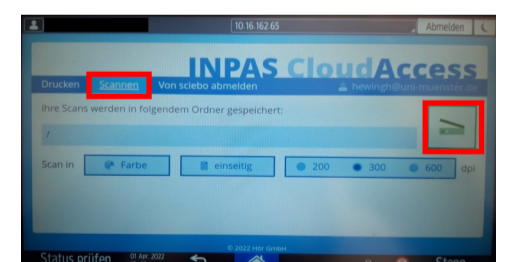 10.16.162.65 Abmelden
INPAS CloudAccess
Drucken Scannen Von sciebo abmelden hewingh@uni-muenster.de
Ihre Scans werden in folgendem Ordner gespeichert:
/
Scan in Farbe einseitig 200 300 600 dpi
© 2022 Hör GmbH
Status prüfen 01 Apr 2022 Stopp